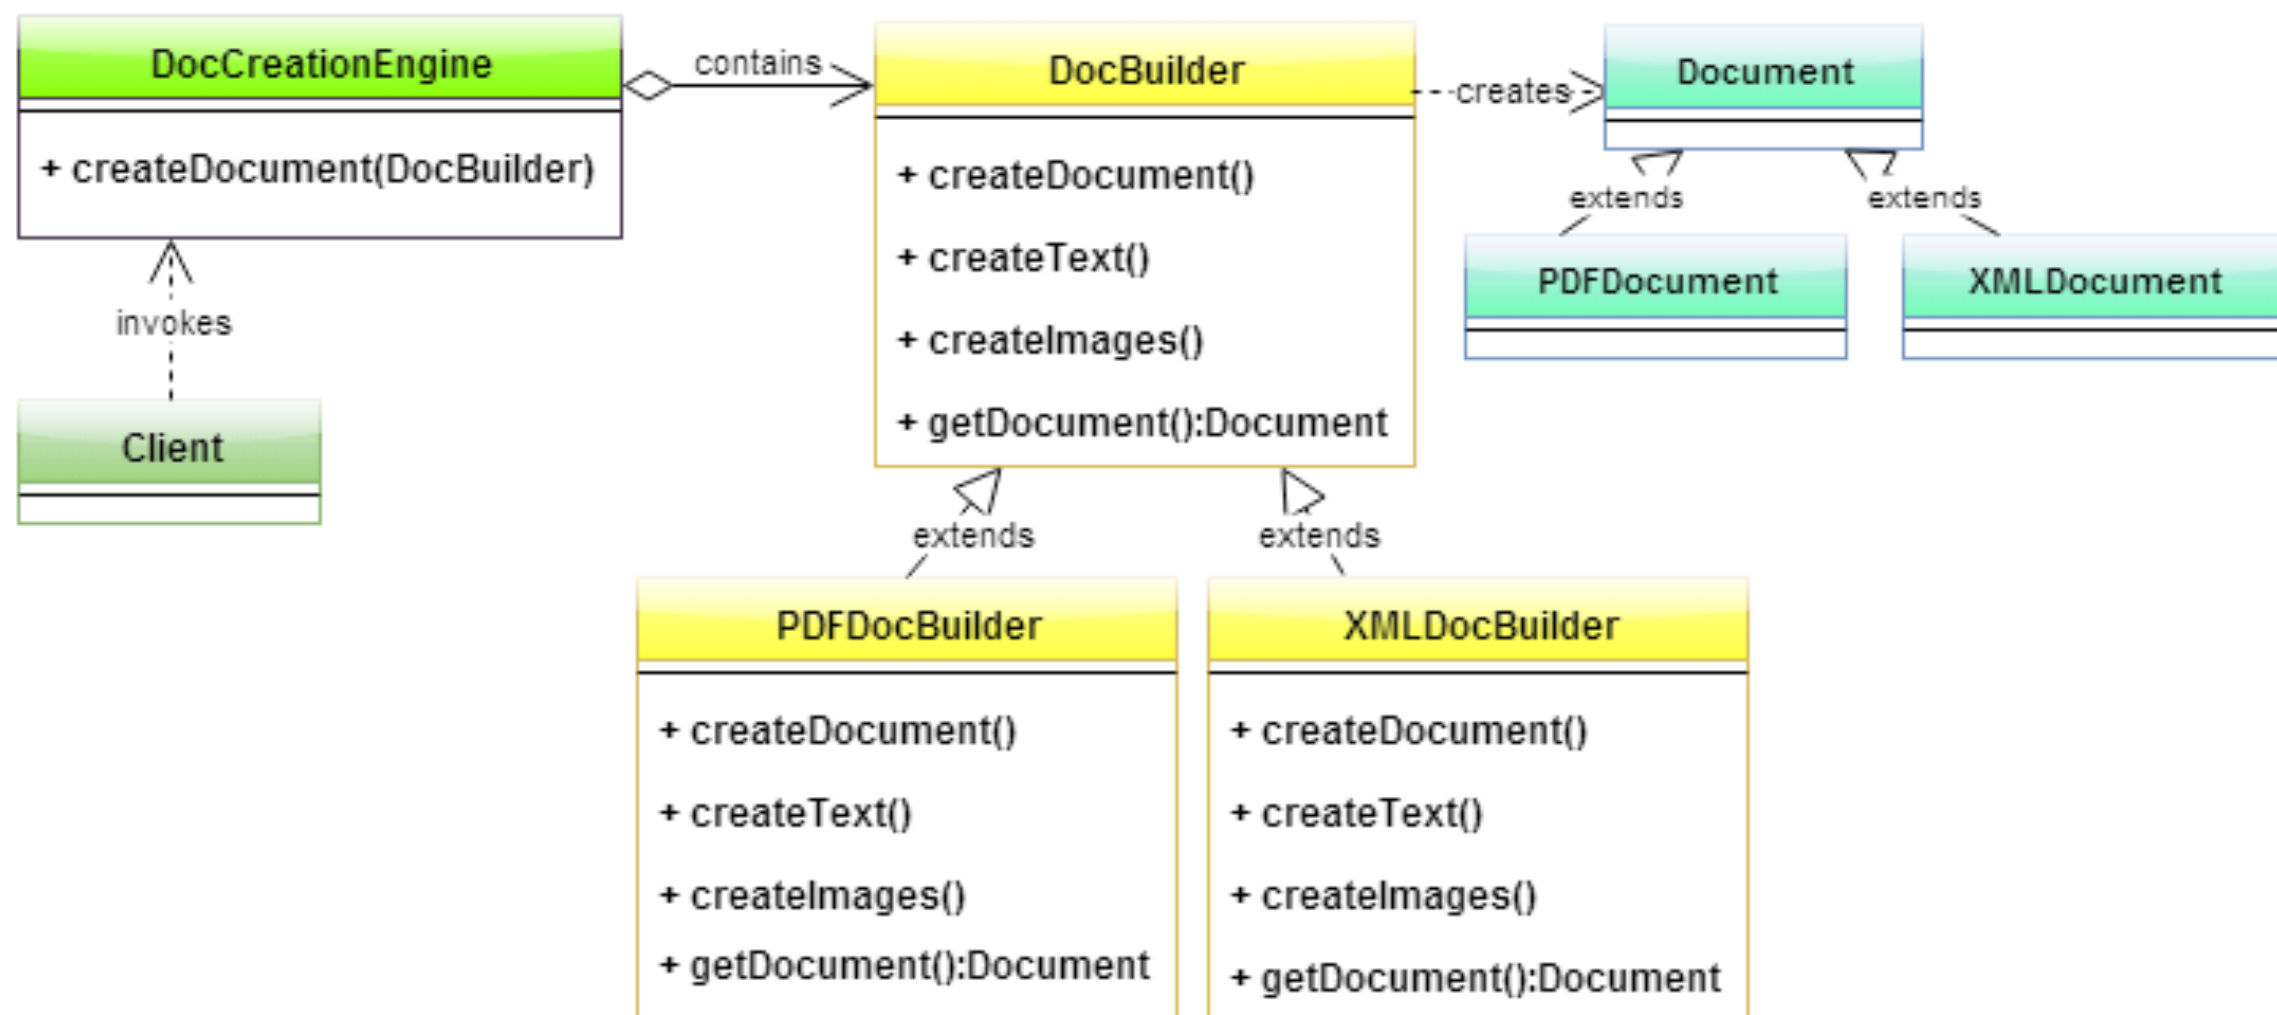 DocCreationEngine
+ createDocument(DocBuilder)
contains
DocBuilder
+ createDocument()
+ createText()
+ createImages()
+ getDocument():Document
creates
Document
extends
extends
PDFDocument
XMLDocument
invokes
Client
extends
extends
PDFDocBuilder
+ createDocument()
+ createText()
+ createImages()
+ getDocument():Document
XMLDocBuilder
+ createDocument()
+ createText()
+ createImages()
+ getDocument():Document